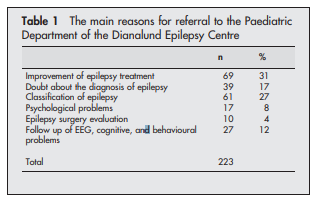 Table 1 The main reasons for referral to the Paediatric
Department of the Dianalund Epilepsy Centre
n %
Improvement of epilepsy treatment 69 31
Doubt about the diagnosis of epilepsy 39 17
Classification of epilepsy 61 27
Psychological problems 17 8
Epilepsy surgery evaluation 10 4
Follow up of EEG, cognitive, and behavioural 27 12
problems
Total 223